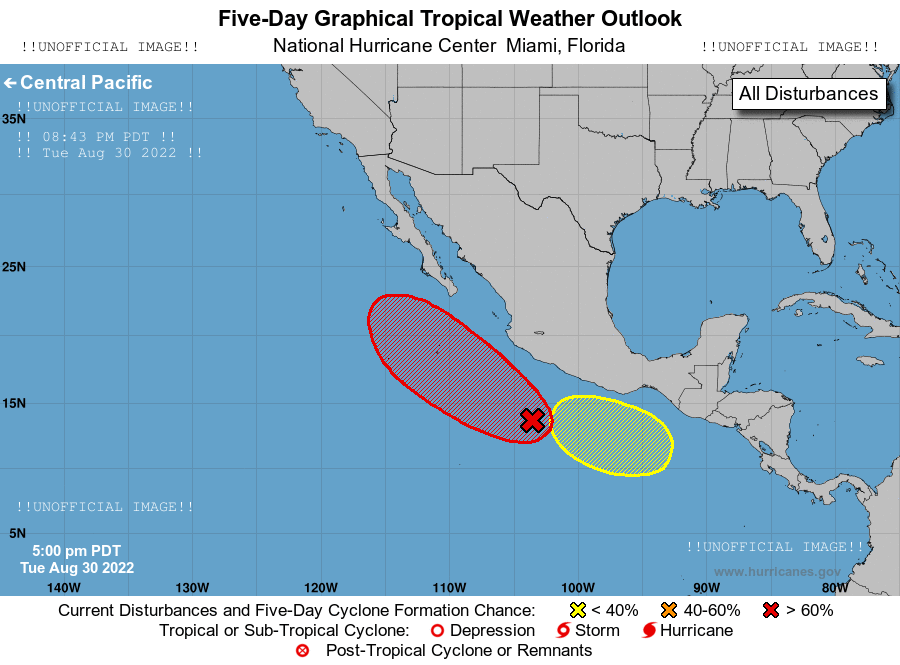 Five-Day Graphical Tropical Weather Outlook
!!UNOFFICIAL IMAGE!! National Hurricane Center Miami, Florida !!UNOFFICIAL IMAGE!!
← Central Pacific
All Disturbances
!!UNOFFICIAL IMAGE!!
35N
!! 08:43 PM PDT !!
!! Tue Aug 30 2022 !!
25N
15N
!!UNOFFICIAL IMAGE!!
5N
5:00 pm PDT
Tue Aug 30 2022
!!UNOFFICIAL IMAGE!!
www.hurricanes.gov
140W 130W 120W 110W 100W 90W 80W
Current Disturbances and Five-Day Cyclone Formation Chance: < 40% 40-60% > 60%
Tropical or Sub-Tropical Cyclone: Depression Storm Hurricane
Post-Tropical Cyclone or Remnants